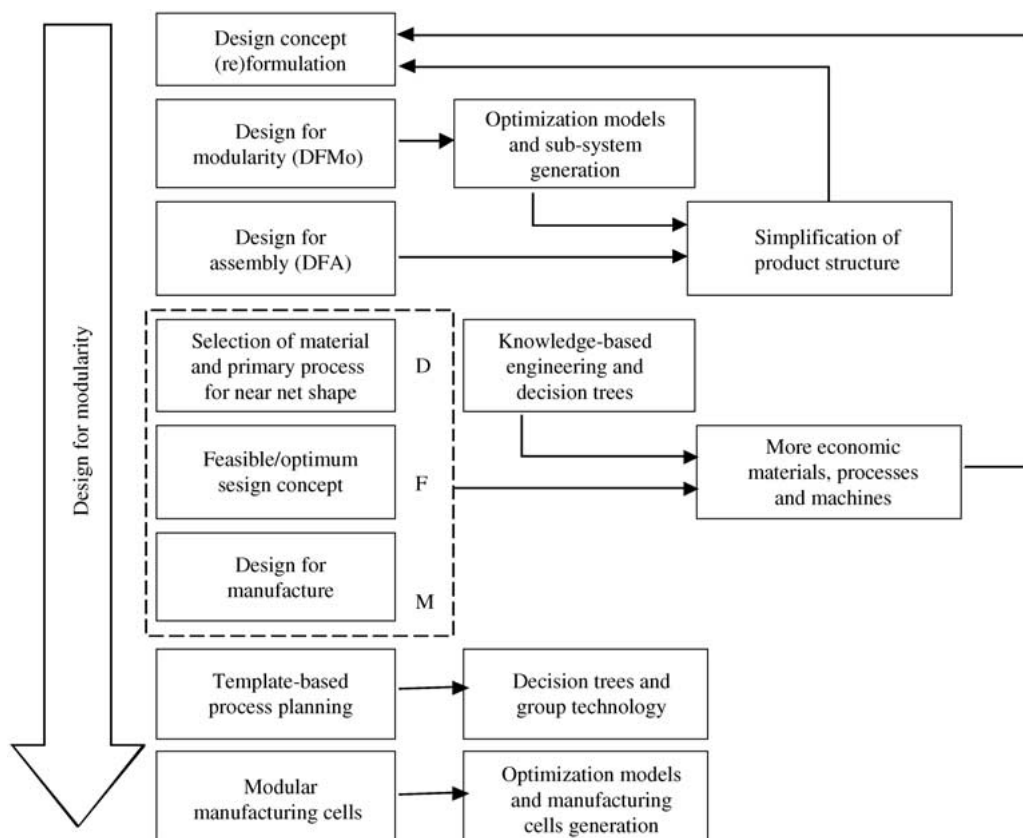 Design concept
(re)formulation
Design for
modularity (DFMo)
Optimization models
and sub-system
generation
Design for
assembly (DFA)
Simplification of
product structure
Design for modularity
Selection of material
and primary process
for near net shape
D
Knowledge-based
engineering and
decision trees
Feasible/optimum
sesign concept
F
More economic
materials, processes
and machines
Design for
manufacture
M
Template-based
process planning
Decision trees and
group technology
Modular
manufacturing cells
Optimization models
and manufacturing
cells generation